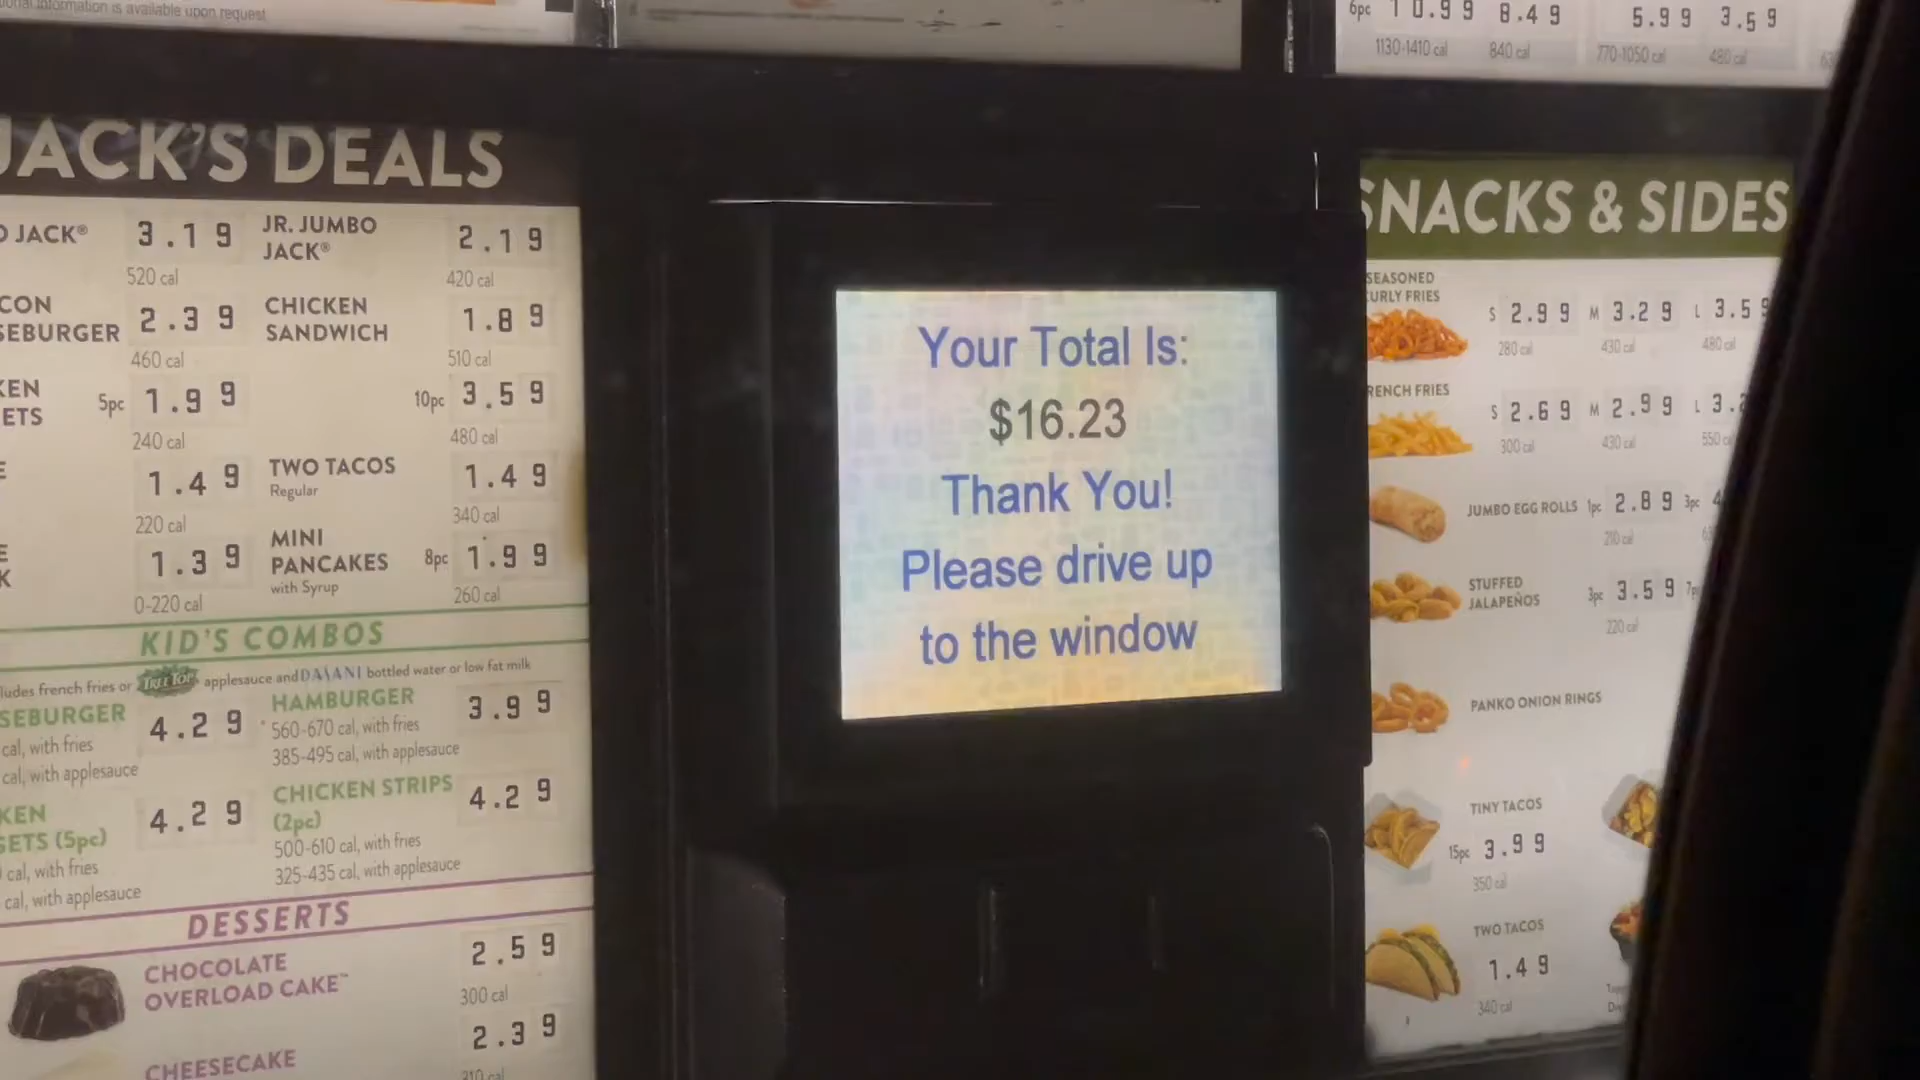 onal information is available upon request
JACK'S DEALS
JACK® 3.19
520 cal
JR. JUMBO
JACK® 2.19
420 cal
2.39
460 cal
CHICKEN
SANDWICH 1.89
510 cal
5pc 1.99
240 cal
10pc 3.59
480 cal
1.49
220 cal
TWO TACOS
Regular 1.49
340 cal
1.39
0-220 cal
MINI
PANCAKES
with Syrup 8pc 1.99
260 cal
KID'S COMBOS
ludes french fries or TREE TOP applesauce and DASANI bottled water or low fat milk
SEBURGER 4.29
cal, with fries
cal, with applesauce
HAMBURGER 3.99
560-670 cal, with fries
385-495 cal, with applesauce
KEN
GETS (5pc) 4.29
cal, with fries
cal, with applesauce
CHICKEN STRIPS
(2pc) 4.29
500-610 cal, with fries
325-435 cal, with applesauce
DESSERTS
CHOCOLATE
OVERLOAD CAKE™ 2.59
300 cal
CHEESECAKE 2.39
310 cal
Your Total Is:
$16.23
Thank You!
Please drive up
to the window
6pc 10.99 8.49 5.99 3.59
1130-1410 cal 840 cal 770-1050 cal 480 cal
SNACKS & SIDES
SEASONED
CURLY FRIES
S 2.99 M 3.29 L 3.59
280 cal 430 cal 480 cal
FRENCH FRIES
S 2.69 M 2.99 L 3.2
300 cal 430 cal 550 cal
JUMBO EGG ROLLS 1pc 2.89 3pc 4
210 cal
STUFFED
JALAPEÑOS 3pc 3.59
220 cal
PANKO ONION RINGS
TINY TACOS
15pc 3.99
350 cal
TWO TACOS
1.49
340 cal